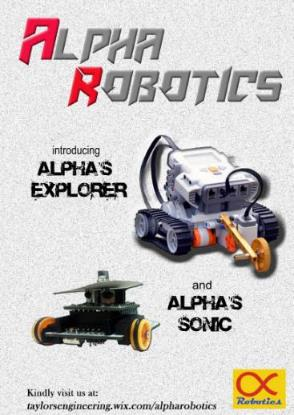 ALPHA
ROBOTICS
introducing
ALPHA'S
EXPLORER
and
ALPHA'S
SONIC
Robotics
Kindly visit us at:
taylorsengineering.wix.com/alpharobotics